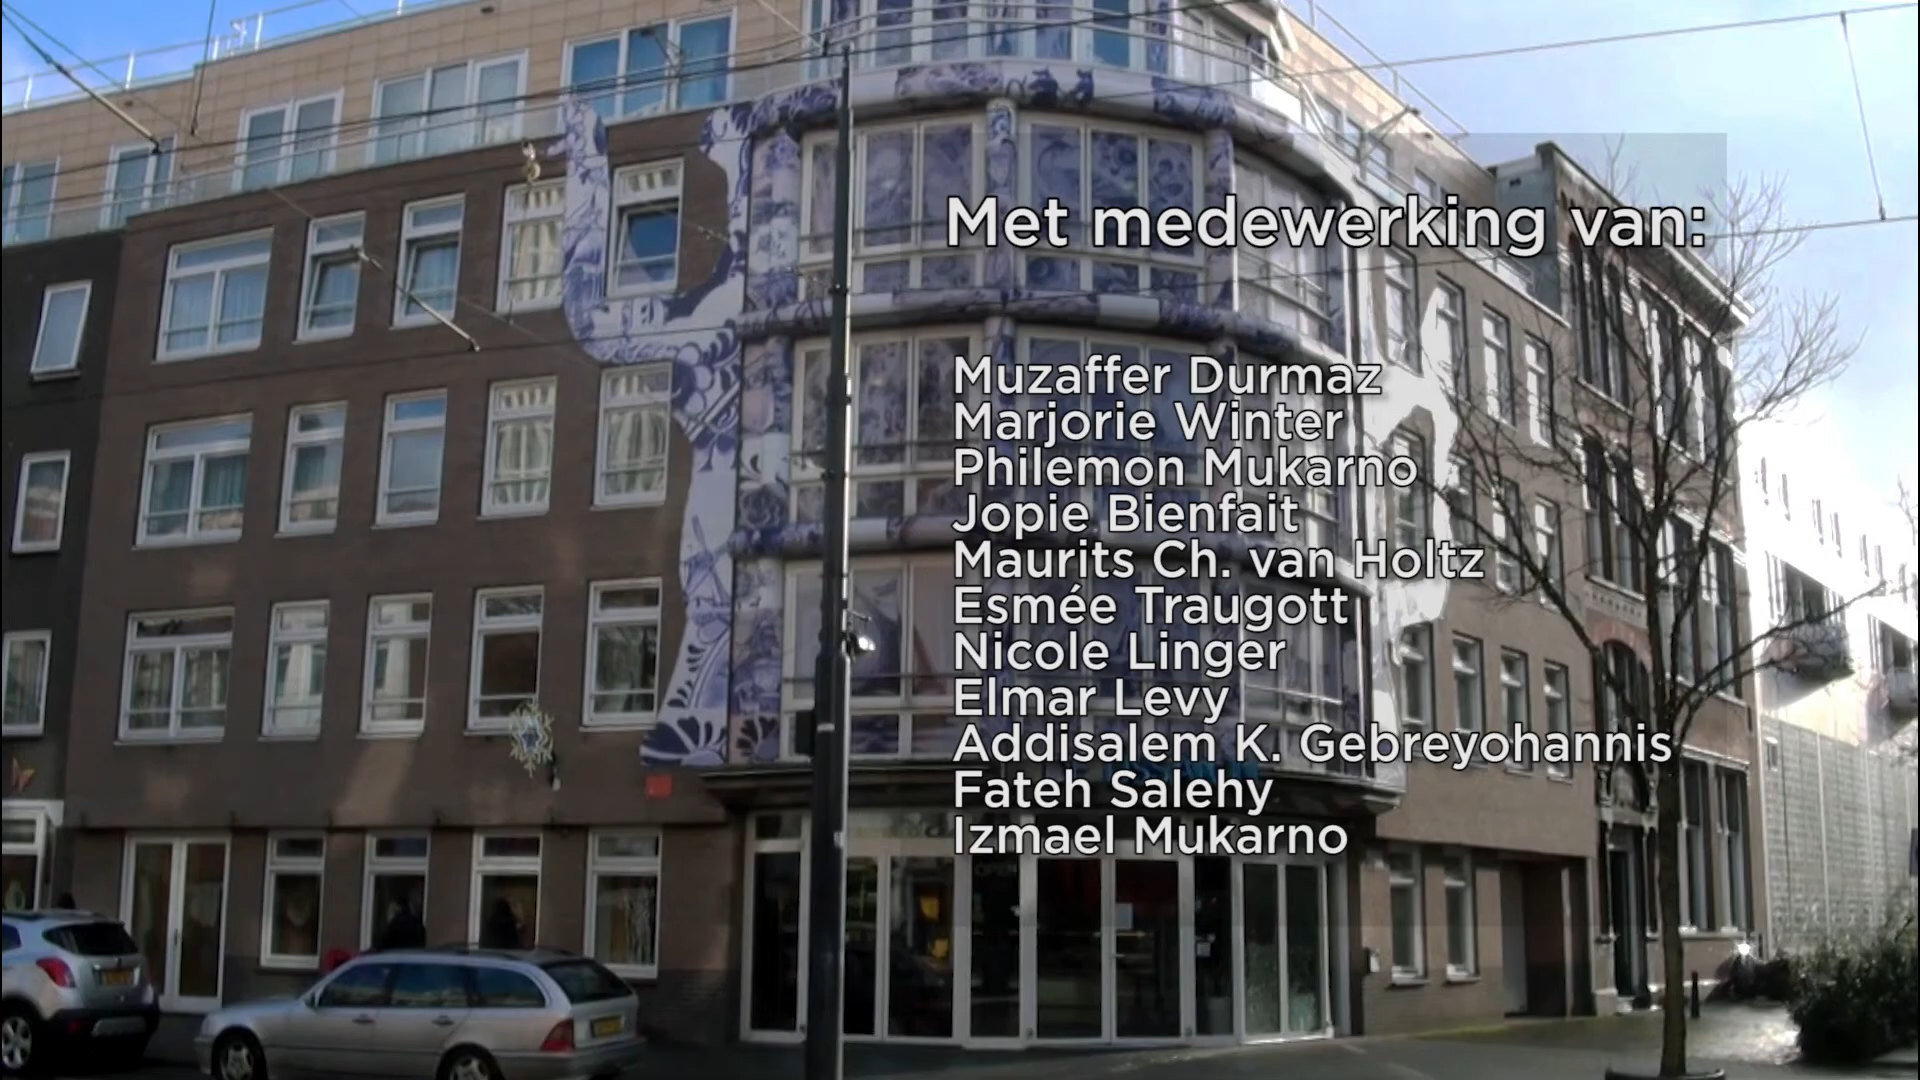 Met medewerking van:
Muzaffer Durmaz
Marjorie Winter
Philemon Mukarno
Jopie Bienfait
Maurits Ch. van Holtz
Esmée Traugott
Nicole Linger
Elmar Levy
Addisalem K. Gebreyohannis
Fateh Salehy
Izmael Mukarno
OPEN